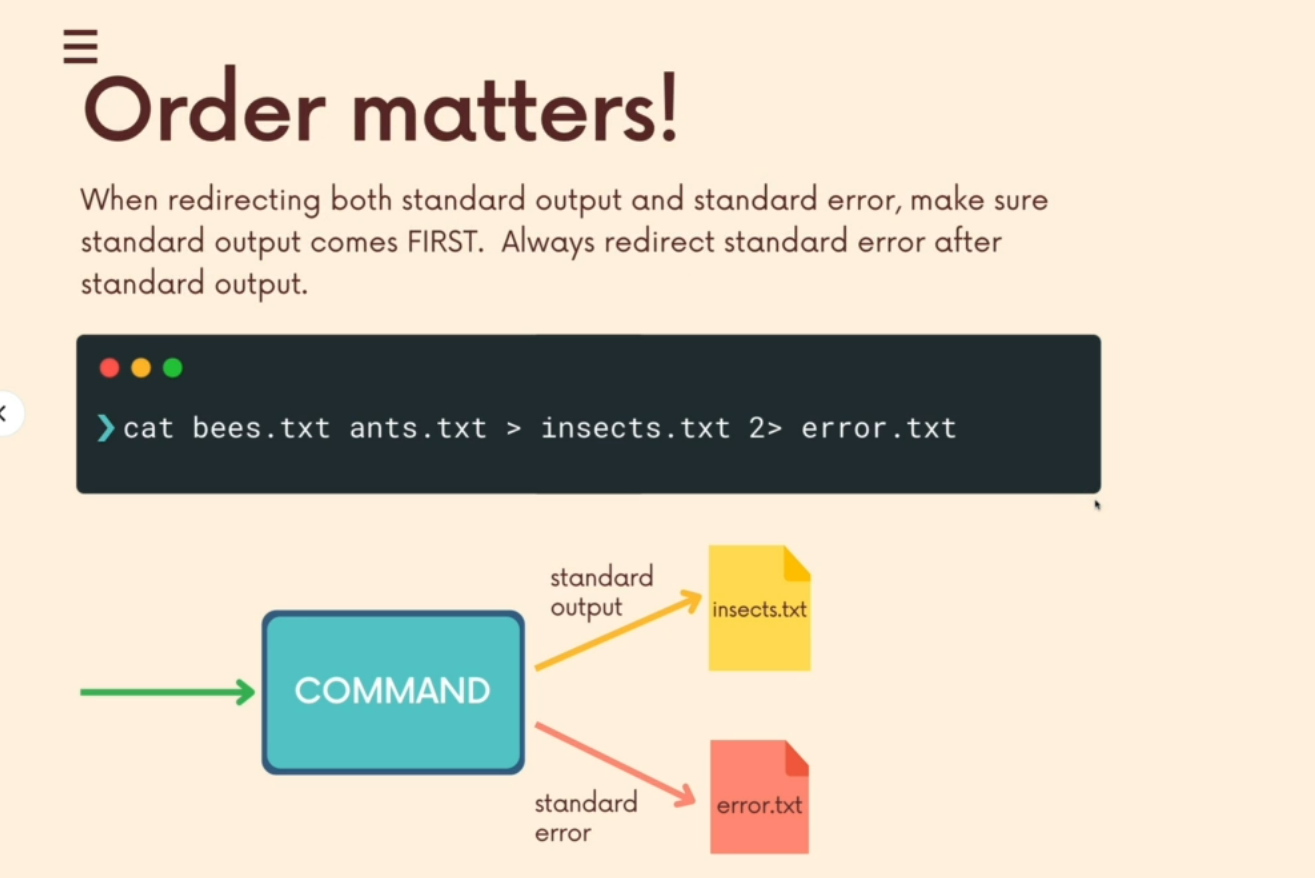 Order matters!
When redirecting both standard output and standard error, make sure
standard output comes FIRST.  Always redirect standard error after
standard output.
❯ cat bees.txt ants.txt > insects.txt 2> error.txt
standard
output
insects.txt
COMMAND
standard
error
error.txt